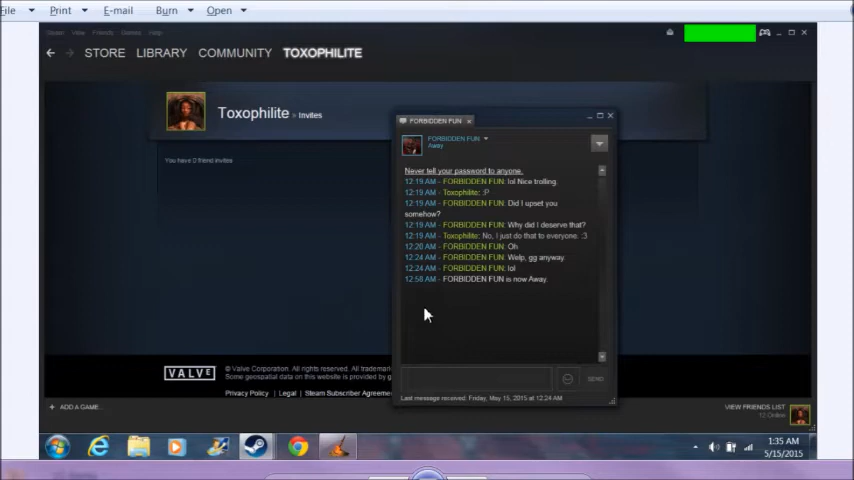 File Print E-mail Burn Open
Steam View Friends Games Help
STORE LIBRARY COMMUNITY TOXOPHILITE
Toxophilite » Invites
You have 0 friend invites
FORBIDDEN FUN
FORBIDDEN FUN
Away
Never tell your password to anyone.
12:19 AM - FORBIDDEN FUN: lol Nice trolling.
12:19 AM - Toxophilite: :P
12:19 AM - FORBIDDEN FUN: Did I upset you
somehow?
12:19 AM - FORBIDDEN FUN: Why did I deserve that?
12:19 AM - Toxophilite: No, I just do that to everyone. :3
12:20 AM - FORBIDDEN FUN: Oh
12:24 AM - FORBIDDEN FUN: Welp, gg anyway.
12:24 AM - FORBIDDEN FUN: lol
12:58 AM - FORBIDDEN FUN is now Away.
SEND
Last message received: Friday, May 15, 2015 at 12:24 AM
VALVE
© Valve Corporation. All rights reserved. All trademar
Some geospatial data on this website is provided by g
Privacy Policy | Legal | Steam Subscriber Agreeme
+ ADD A GAME...
VIEW FRIENDS LIST
12 Online
1:35 AM
5/15/2015